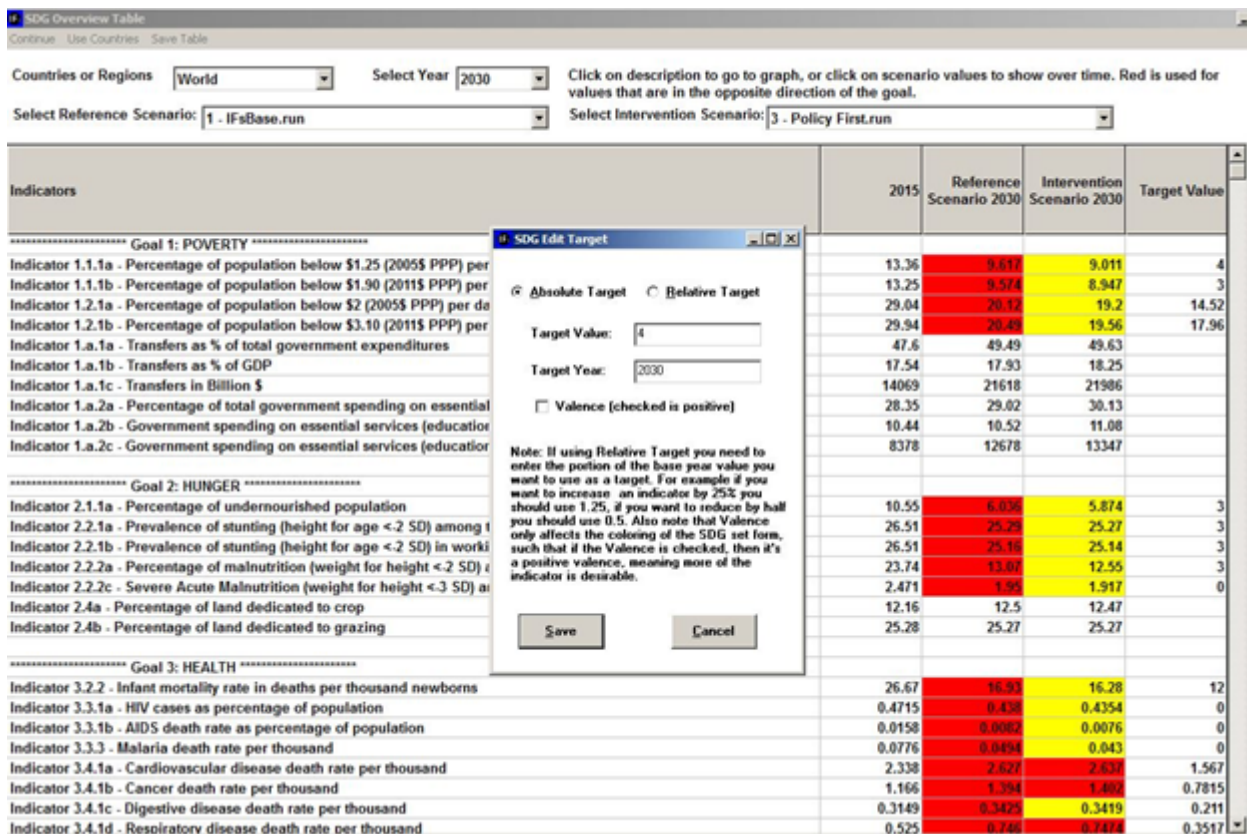 SDG Overview Table
Continue Use Countries Save Table
Countries or Regions World Select Year 2030 Click on description to go to graph, or click on scenario values to show over time. Red is used for
values that are in the opposite direction of the goal.
Select Reference Scenario: 1 - IFsBase.run Select Intervention Scenario: 3 - Policy First.run
Indicators 2015 Reference Scenario 2030 Intervention Scenario 2030 Target Value
************************ Goal 1: POVERTY ************************
Indicator 1.1.1a - Percentage of population below $1.25 (2005$ PPP) per 13.36 9.617 9.011 4
Indicator 1.1.1b - Percentage of population below $1.90 (2011$ PPP) per 13.25 9.574 8.947 3
Indicator 1.2.1a - Percentage of population below $2 (2005$ PPP) per da 29.04 20.12 19.2 14.52
Indicator 1.2.1b - Percentage of population below $3.10 (2011$ PPP) per 29.94 20.49 19.56 17.96
Indicator 1.a.1a - Transfers as % of total government expenditures 47.6 49.49 49.63
Indicator 1.a.1b - Transfers as % of GDP 17.54 17.93 18.25
Indicator 1.a.1c - Transfers in Billion $ 14069 21618 21986
Indicator 1.a.2a - Percentage of total government spending on essential 28.35 29.02 30.13
Indicator 1.a.2b - Government spending on essential services (education 10.44 10.52 11.08
Indicator 1.a.2c - Government spending on essential services (education 8378 12678 13347
************************ Goal 2: HUNGER ************************
Indicator 2.1.1a - Percentage of undernourished population 10.55 6.036 5.874 3
Indicator 2.2.1a - Prevalence of stunting (height for age <-2 SD) among t 26.51 25.29 25.27 3
Indicator 2.2.1b - Prevalence of stunting (height for age <-2 SD) in worki 26.51 25.16 25.14 3
Indicator 2.2.2a - Percentage of malnutrition (weight for height <-2 SD) a 23.74 13.07 12.55 3
Indicator 2.2.2c - Severe Acute Malnutrition (weight for height <-3 SD) a 2.471 1.95 1.917 0
Indicator 2.4a - Percentage of land dedicated to crop 12.16 12.5 12.47
Indicator 2.4b - Percentage of land dedicated to grazing 25.28 25.27 25.27
************************ Goal 3: HEALTH ************************
Indicator 3.2.2 - Infant mortality rate in deaths per thousand newborns 26.67 16.93 16.28 12
Indicator 3.3.1a - HIV cases as percentage of population 0.4715 0.438 0.4354 0
Indicator 3.3.1b - AIDS death rate as percentage of population 0.0158 0.0082 0.0076 0
Indicator 3.3.3 - Malaria death rate per thousand 0.0776 0.0494 0.043 0
Indicator 3.4.1a - Cardiovascular disease death rate per thousand 2.338 2.627 2.637 1.567
Indicator 3.4.1b - Cancer death rate per thousand 1.166 1.394 1.402 0.7815
Indicator 3.4.1c - Digestive disease death rate per thousand 0.3149 0.3425 0.3419 0.211
Indicator 3.4.1d - Respiratory disease death rate per thousand 0.525 0.746 0.7474 0.3517
SDG Edit Target
Absolute Target Relative Target
Target Value: 4
Target Year: 2030
Valence (checked is positive)
Note: If using Relative Target you need to
enter the portion of the base year value you
want to use as a target. For example if you
want to increase an indicator by 25% you
should use 1.25, if you want to reduce by half
you should use 0.5. Also note that Valence
only affects the coloring of the SDG set form,
such that if the Valence is checked, then it's
a positive valence, meaning more of the
indicator is desirable.
Save Cancel